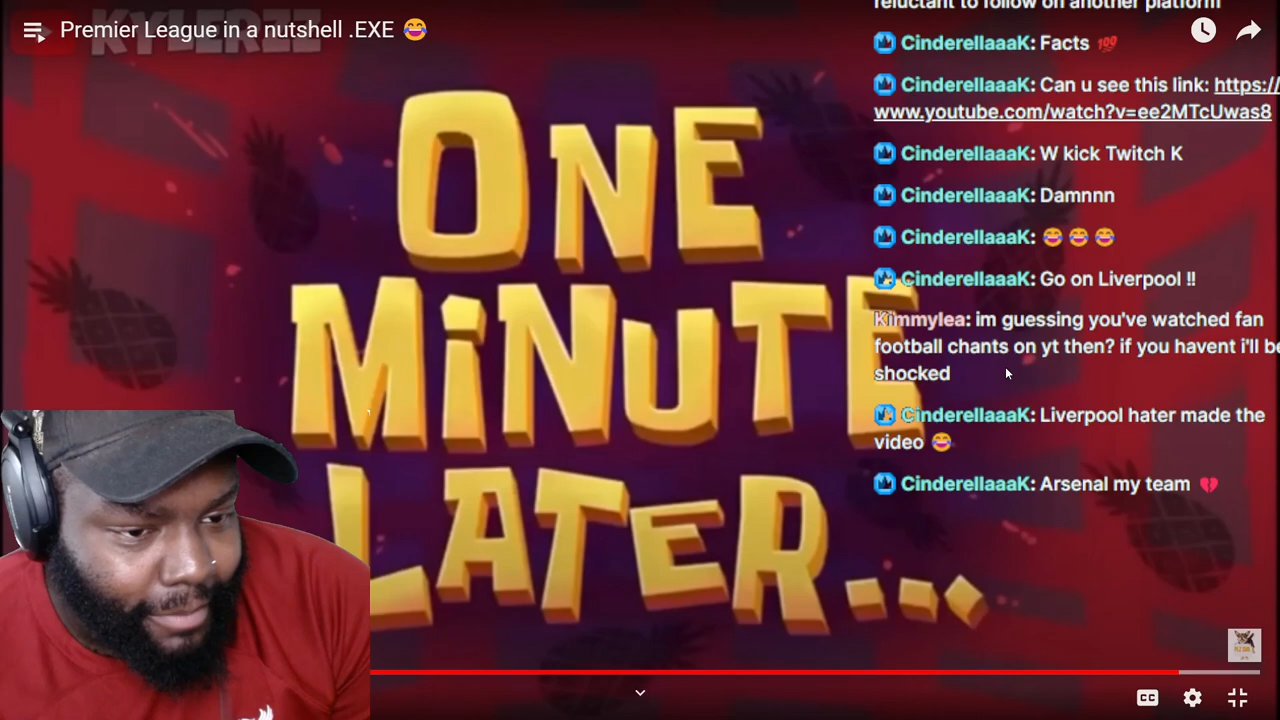 Premier League in a nutshell .EXE 😂
ONE
MINUTE
LATER...
reluctant to follow on another platform
CinderellaaaK: Facts 💯
CinderellaaaK: Can u see this link: https://
www.youtube.com/watch?v=ee2MTcUwas8
CinderellaaaK: W kick Twitch K
CinderellaaaK: Damnnn
CinderellaaaK: 😂 😂 😂
CinderellaaaK: Go on Liverpool !!
Kimmylea: im guessing you've watched fan
football chants on yt then? if you havent i'll be
shocked
CinderellaaaK: Liverpool hater made the
video 😂
CinderellaaaK: Arsenal my team 💔
CC